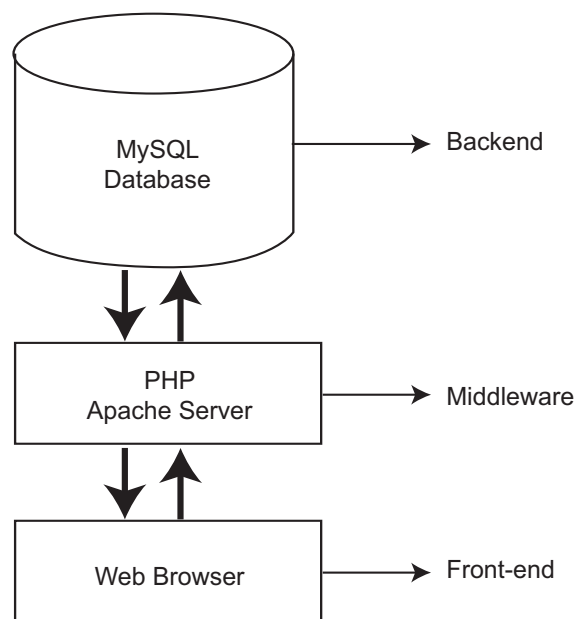 MySQL
Database
Backend
PHP
Apache Server
Middleware
Web Browser
Front-end